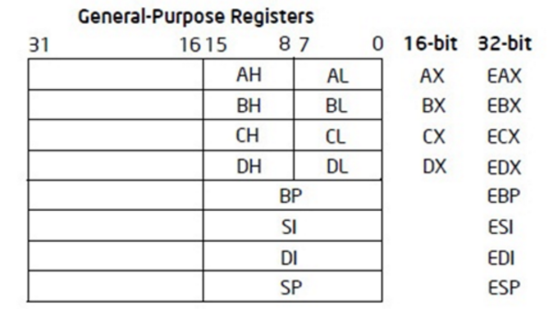 General-Purpose Registers
31 16 15 8 7 0 16-bit 32-bit
AH AL AX EAX
BH BL BX EBX
CH CL CX ECX
DH DL DX EDX
BP EBP
SI ESI
DI EDI
SP ESP